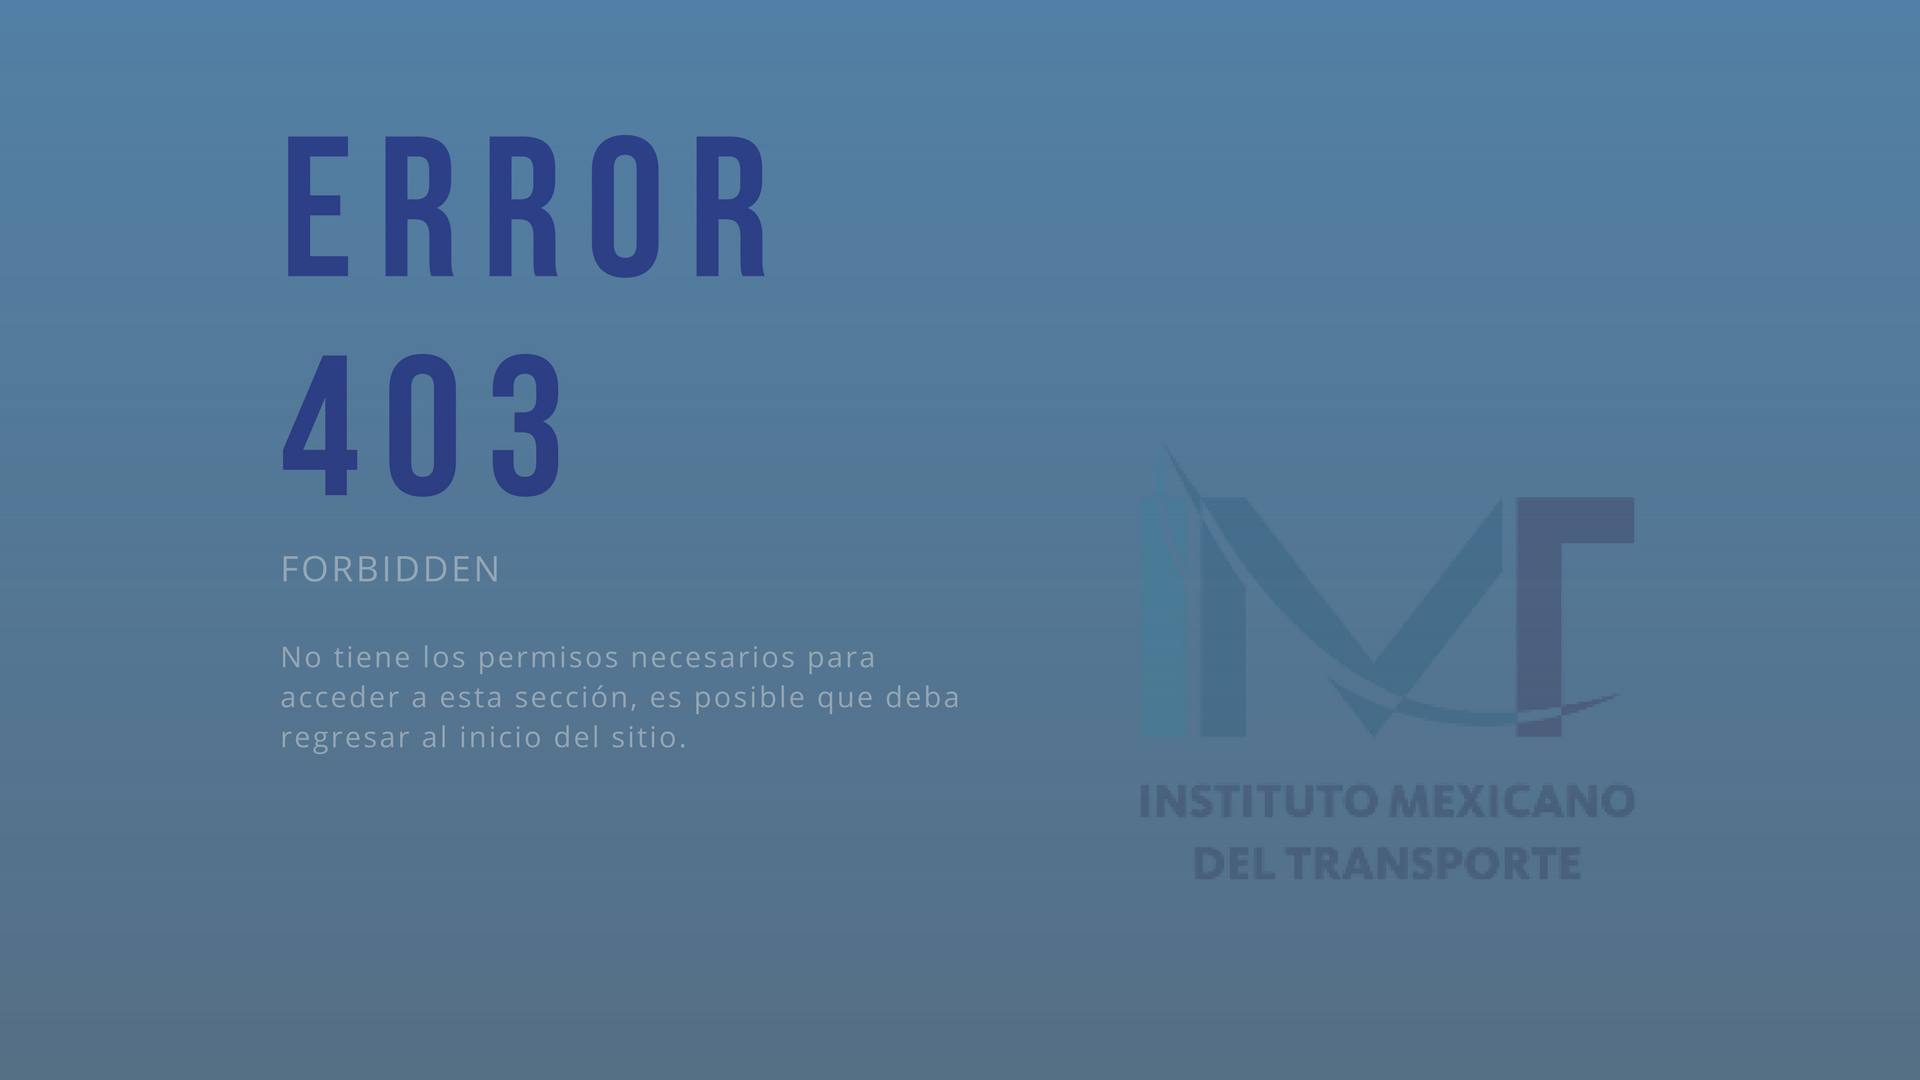 ERROR
403
FORBIDDEN
No tiene los permisos necesarios para
acceder a esta sección, es posible que deba
regresar al inicio del sitio.
IMT
INSTITUTO MEXICANO
DEL TRANSPORTE